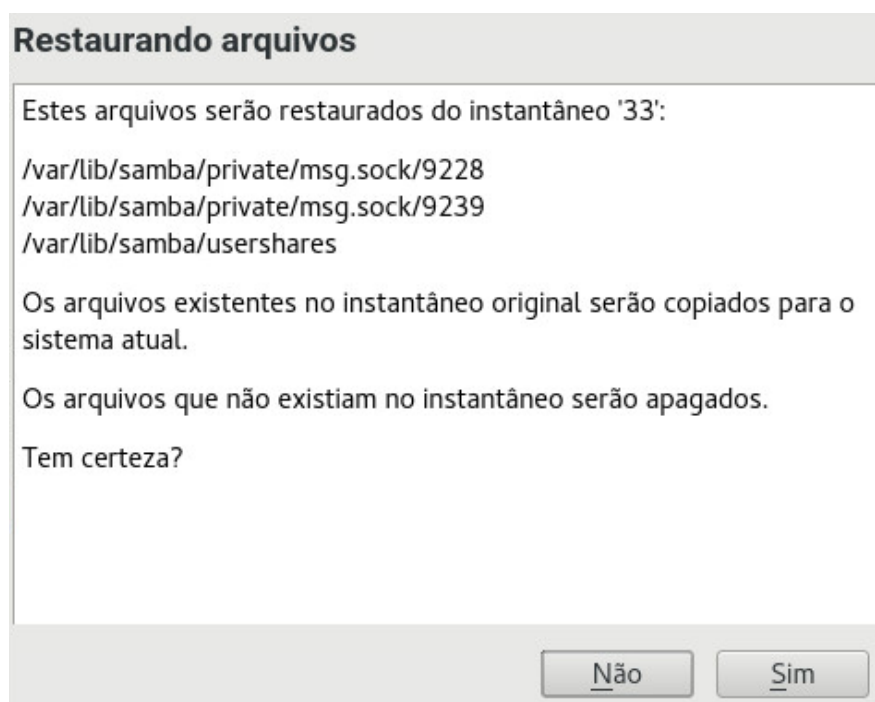 Restaurando arquivos
Estes arquivos serão restaurados do instantâneo '33':
/var/lib/samba/private/msg.sock/9228
/var/lib/samba/private/msg.sock/9239
/var/lib/samba/usershares
Os arquivos existentes no instantâneo original serão copiados para o
sistema atual.
Os arquivos que não existiam no instantâneo serão apagados.
Tem certeza?
Não
Sim